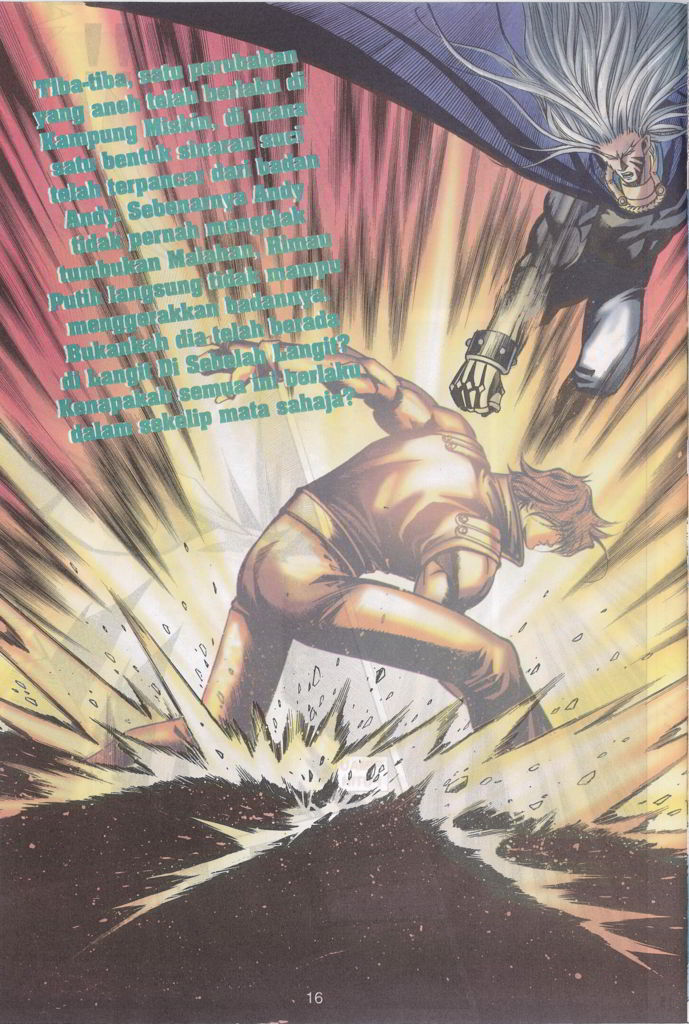 Tiba-tiba, satu perubahan
yang aneh telah berlaku di
Kampung Miskin, di mana
satu bentuk sinaran suci
telah terpancar dari badan
Andy. Sebenarnya Andy
tidak pernah mengelak
tumbukan Malahan, Rimau
Putih langsung tidak mampu
menggerakkan badannya.
Bukankah dia telah berada
di Langit Di Sebelah Langit?
Kenapakah semua ini berlaku
dalam sekelip mata sahaja?
16